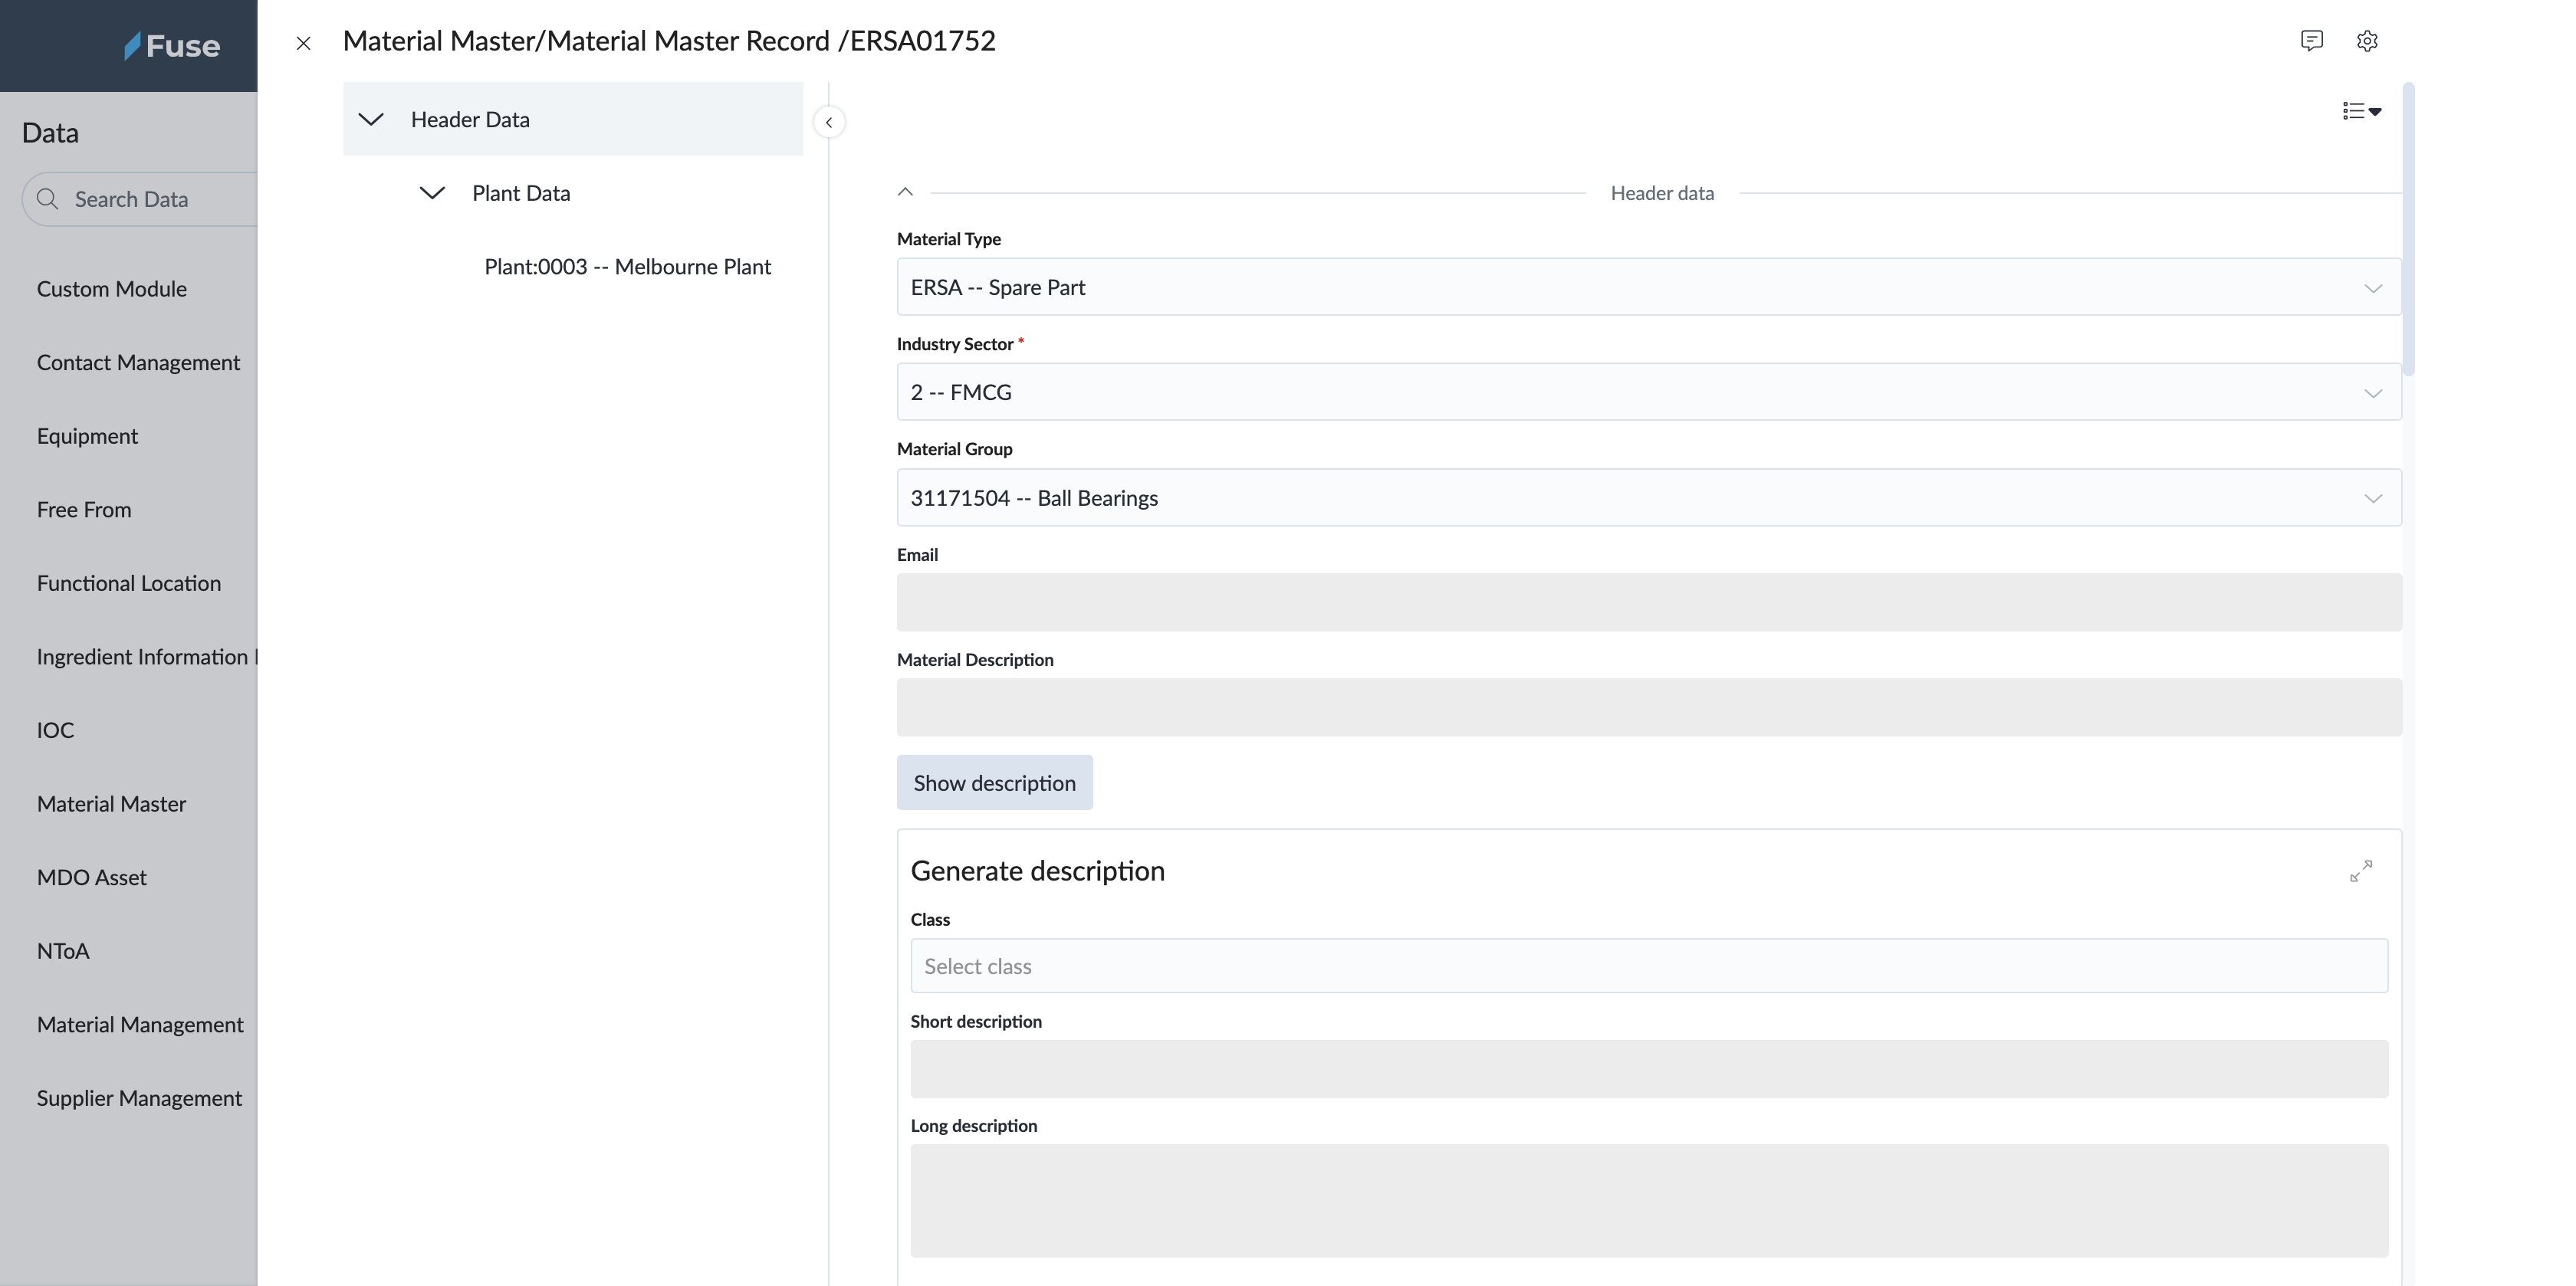 Fuse
Material Master/Material Master Record /ERSA01752
Data
Search Data
Custom Module
Contact Management
Equipment
Free From
Functional Location
Ingredient Information
IOC
Material Master
MDO Asset
NToA
Material Management
Supplier Management
Header Data
Plant Data
Plant:0003 -- Melbourne Plant
Header data
Material Type
ERSA -- Spare Part
Industry Sector *
2 -- FMCG
Material Group
31171504 -- Ball Bearings
Email
Material Description
Show description
Generate description
Class
Select class
Short description
Long description